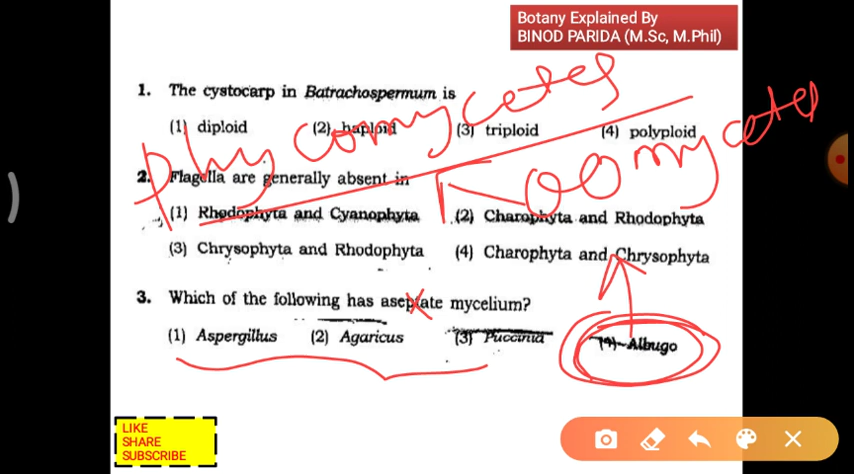 Botany Explained By
BINOD PARIDA (M.Sc, M.Phil)
1. The cystocarp in Batrachospermum is
(1) diploid (2) haploid (3) triploid (4) polyploid
Phycomycetes
Oomycetes
2. Flagella are generally absent in
(1) Rhodophyta and Cyanophyta (2) Charophyta and Rhodophyta
(3) Chrysophyta and Rhodophyta (4) Charophyta and Chrysophyta
3. Which of the following has aseptate mycelium?
(1) Aspergillus (2) Agaricus (3) Puccinia (4) Albugo
LIKE
SHARE
SUBSCRIBE